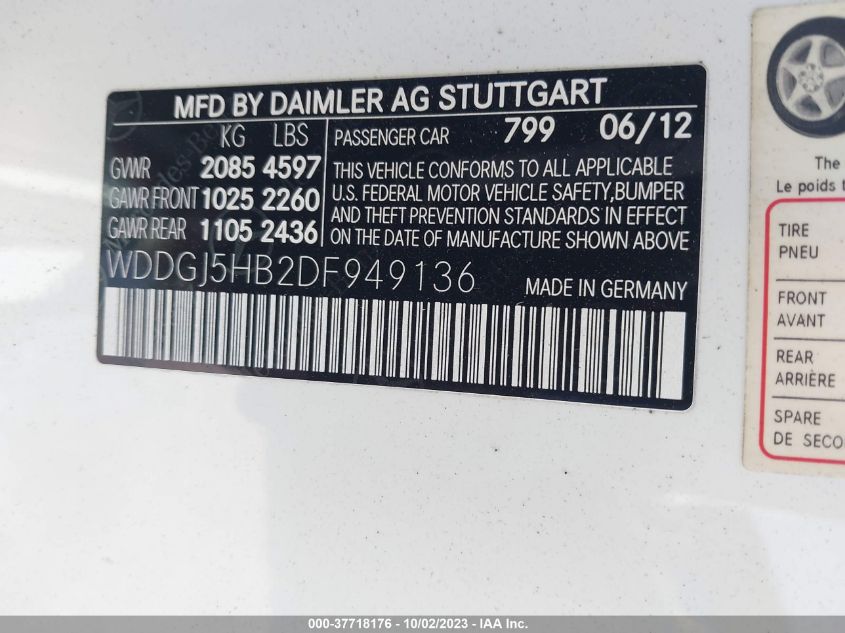 MFD BY DAIMLER AG STUTTGART
KG LBS
GVWR 2085 4597
GAWR FRONT 1025 2260
GAWR REAR 1105 2436
PASSENGER CAR 799 06/12
THIS VEHICLE CONFORMS TO ALL APPLICABLE
U.S. FEDERAL MOTOR VEHICLE SAFETY,BUMPER
AND THEFT PREVENTION STANDARDS IN EFFECT
ON THE DATE OF MANUFACTURE SHOWN ABOVE
WDDGJ5HB2DF949136 MADE IN GERMANY
The
Le poids
TIRE
PNEU
FRONT
AVANT
REAR
ARRIÈRE
SPARE
DE
000-37718176 - 10/02/2023 - IAA Inc.